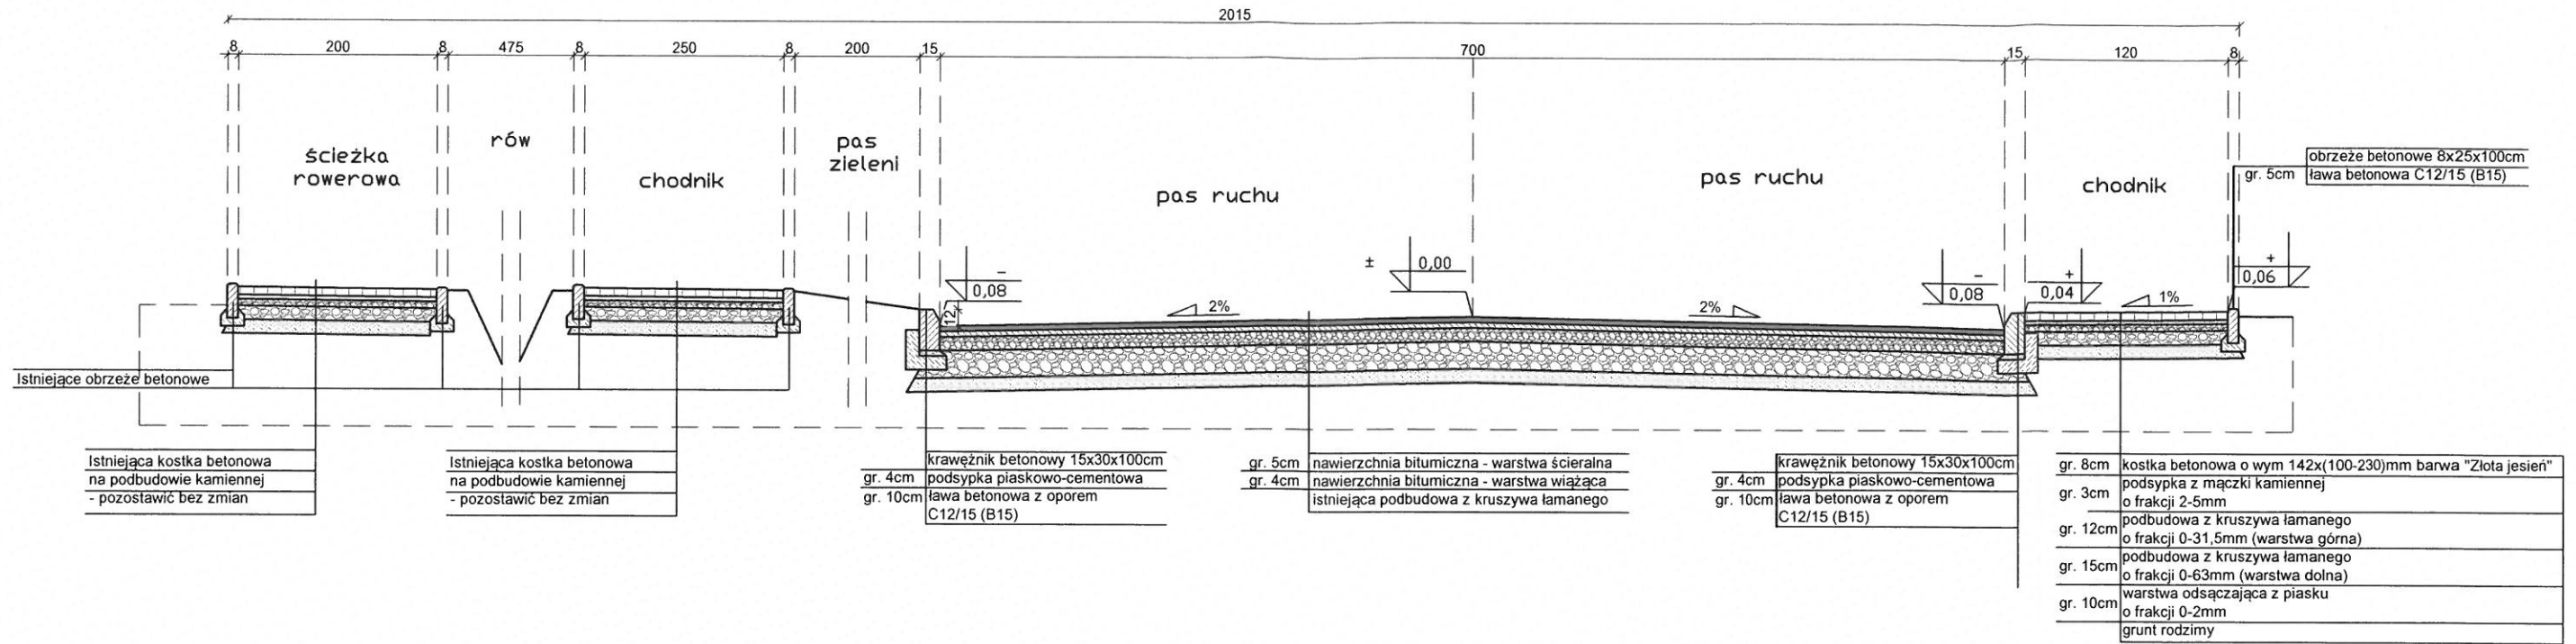 2015
8 200 8 475 8 250 8 200 15 700 15 120 8
ścieżka
rowerowa
rów
chodnik
pas
zieleni
pas ruchu
pas ruchu
chodnik
obrzeże betonowe 8x25x100cm
gr. 5cm ława betonowa C12/15 (B15)
-
0,08
12
2%
± 0,00
2%
-
0,08
+
0,04
1%
+
0,06
Istniejące obrzeże betonowe
Istniejąca kostka betonowa
na podbudowie kamiennej
- pozostawić bez zmian
Istniejąca kostka betonowa
na podbudowie kamiennej
- pozostawić bez zmian
krawężnik betonowy 15x30x100cm
gr. 4cm podsypka piaskowo-cementowa
gr. 10cm ława betonowa z oporem
C12/15 (B15)
gr. 5cm nawierzchnia bitumiczna - warstwa ścieralna
gr. 4cm nawierzchnia bitumiczna - warstwa wiążąca
istniejąca podbudowa z kruszywa łamanego
krawężnik betonowy 15x30x100cm
gr. 4cm podsypka piaskowo-cementowa
gr. 10cm ława betonowa z oporem
C12/15 (B15)
gr. 8cm kostka betonowa o wym 142x(100-230)mm barwa "Złota jesień"
gr. 3cm podsypka z mączki kamiennej
o frakcji 2-5mm
gr. 12cm podbudowa z kruszywa łamanego
o frakcji 0-31,5mm (warstwa górna)
gr. 15cm podbudowa z kruszywa łamanego
o frakcji 0-63mm (warstwa dolna)
gr. 10cm warstwa odsączająca z piasku
o frakcji 0-2mm
grunt rodzimy